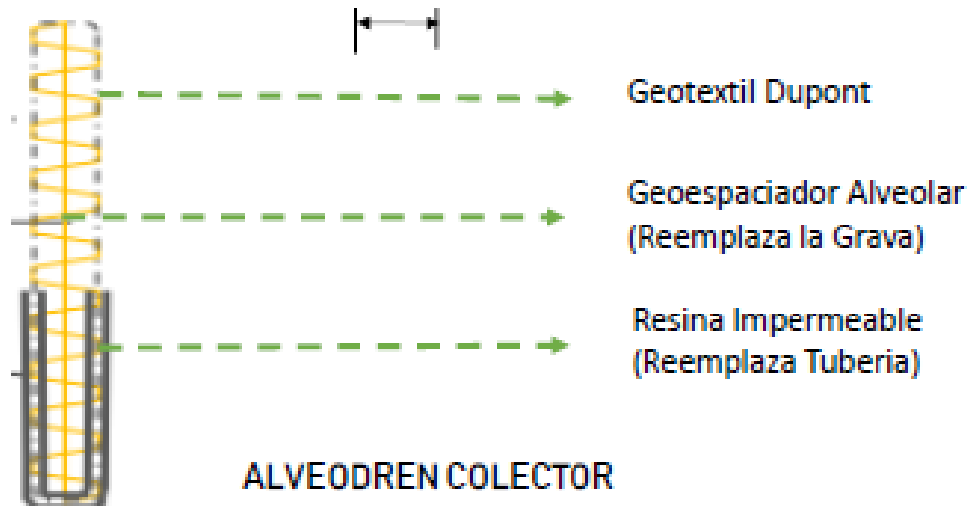 Geotextil Dupont
Geoespaciador Alveolar
(Reemplaza la Grava)
Resina Impermeable
(Reemplaza Tuberia)
ALVEODREN COLECTOR